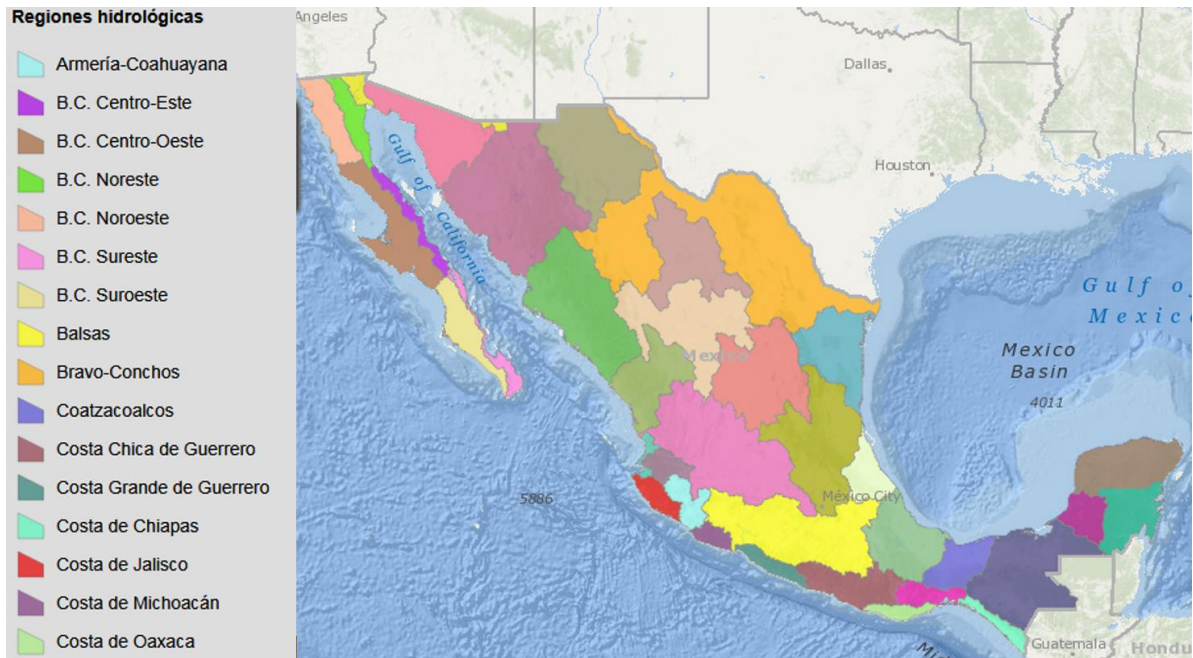 Regiones hidrológicas
Armería-Coahuayana
B.C. Centro-Este
B.C. Centro-Oeste
B.C. Noreste
B.C. Noroeste
B.C. Sureste
B.C. Suroeste
Balsas
Bravo-Conchos
Coatzacoalcos
Costa Chica de Guerrero
Costa Grande de Guerrero
Costa de Chiapas
Costa de Jalisco
Costa de Michoacán
Costa de Oaxaca
Angeles
Dallas
Houston
Gulf of
California
Gulf of
Mexico
Mexico
Basin
4011
Mexico
5886
México City
Guatemala
Hondu